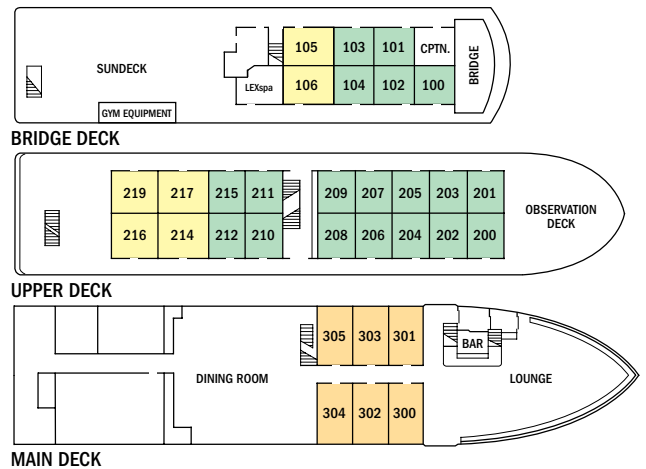 105 103 101 CPTN.
SUNDECK
BRIDGE
LEXspa 106 104 102 100
GYM EQUIPMENT
BRIDGE DECK
219 217 215 211 209 207 205 203 201
OBSERVATION
DECK
216 214 212 210 208 206 204 202 200
UPPER DECK
305 303 301
BAR
DINING ROOM
LOUNGE
304 302 300
MAIN DECK